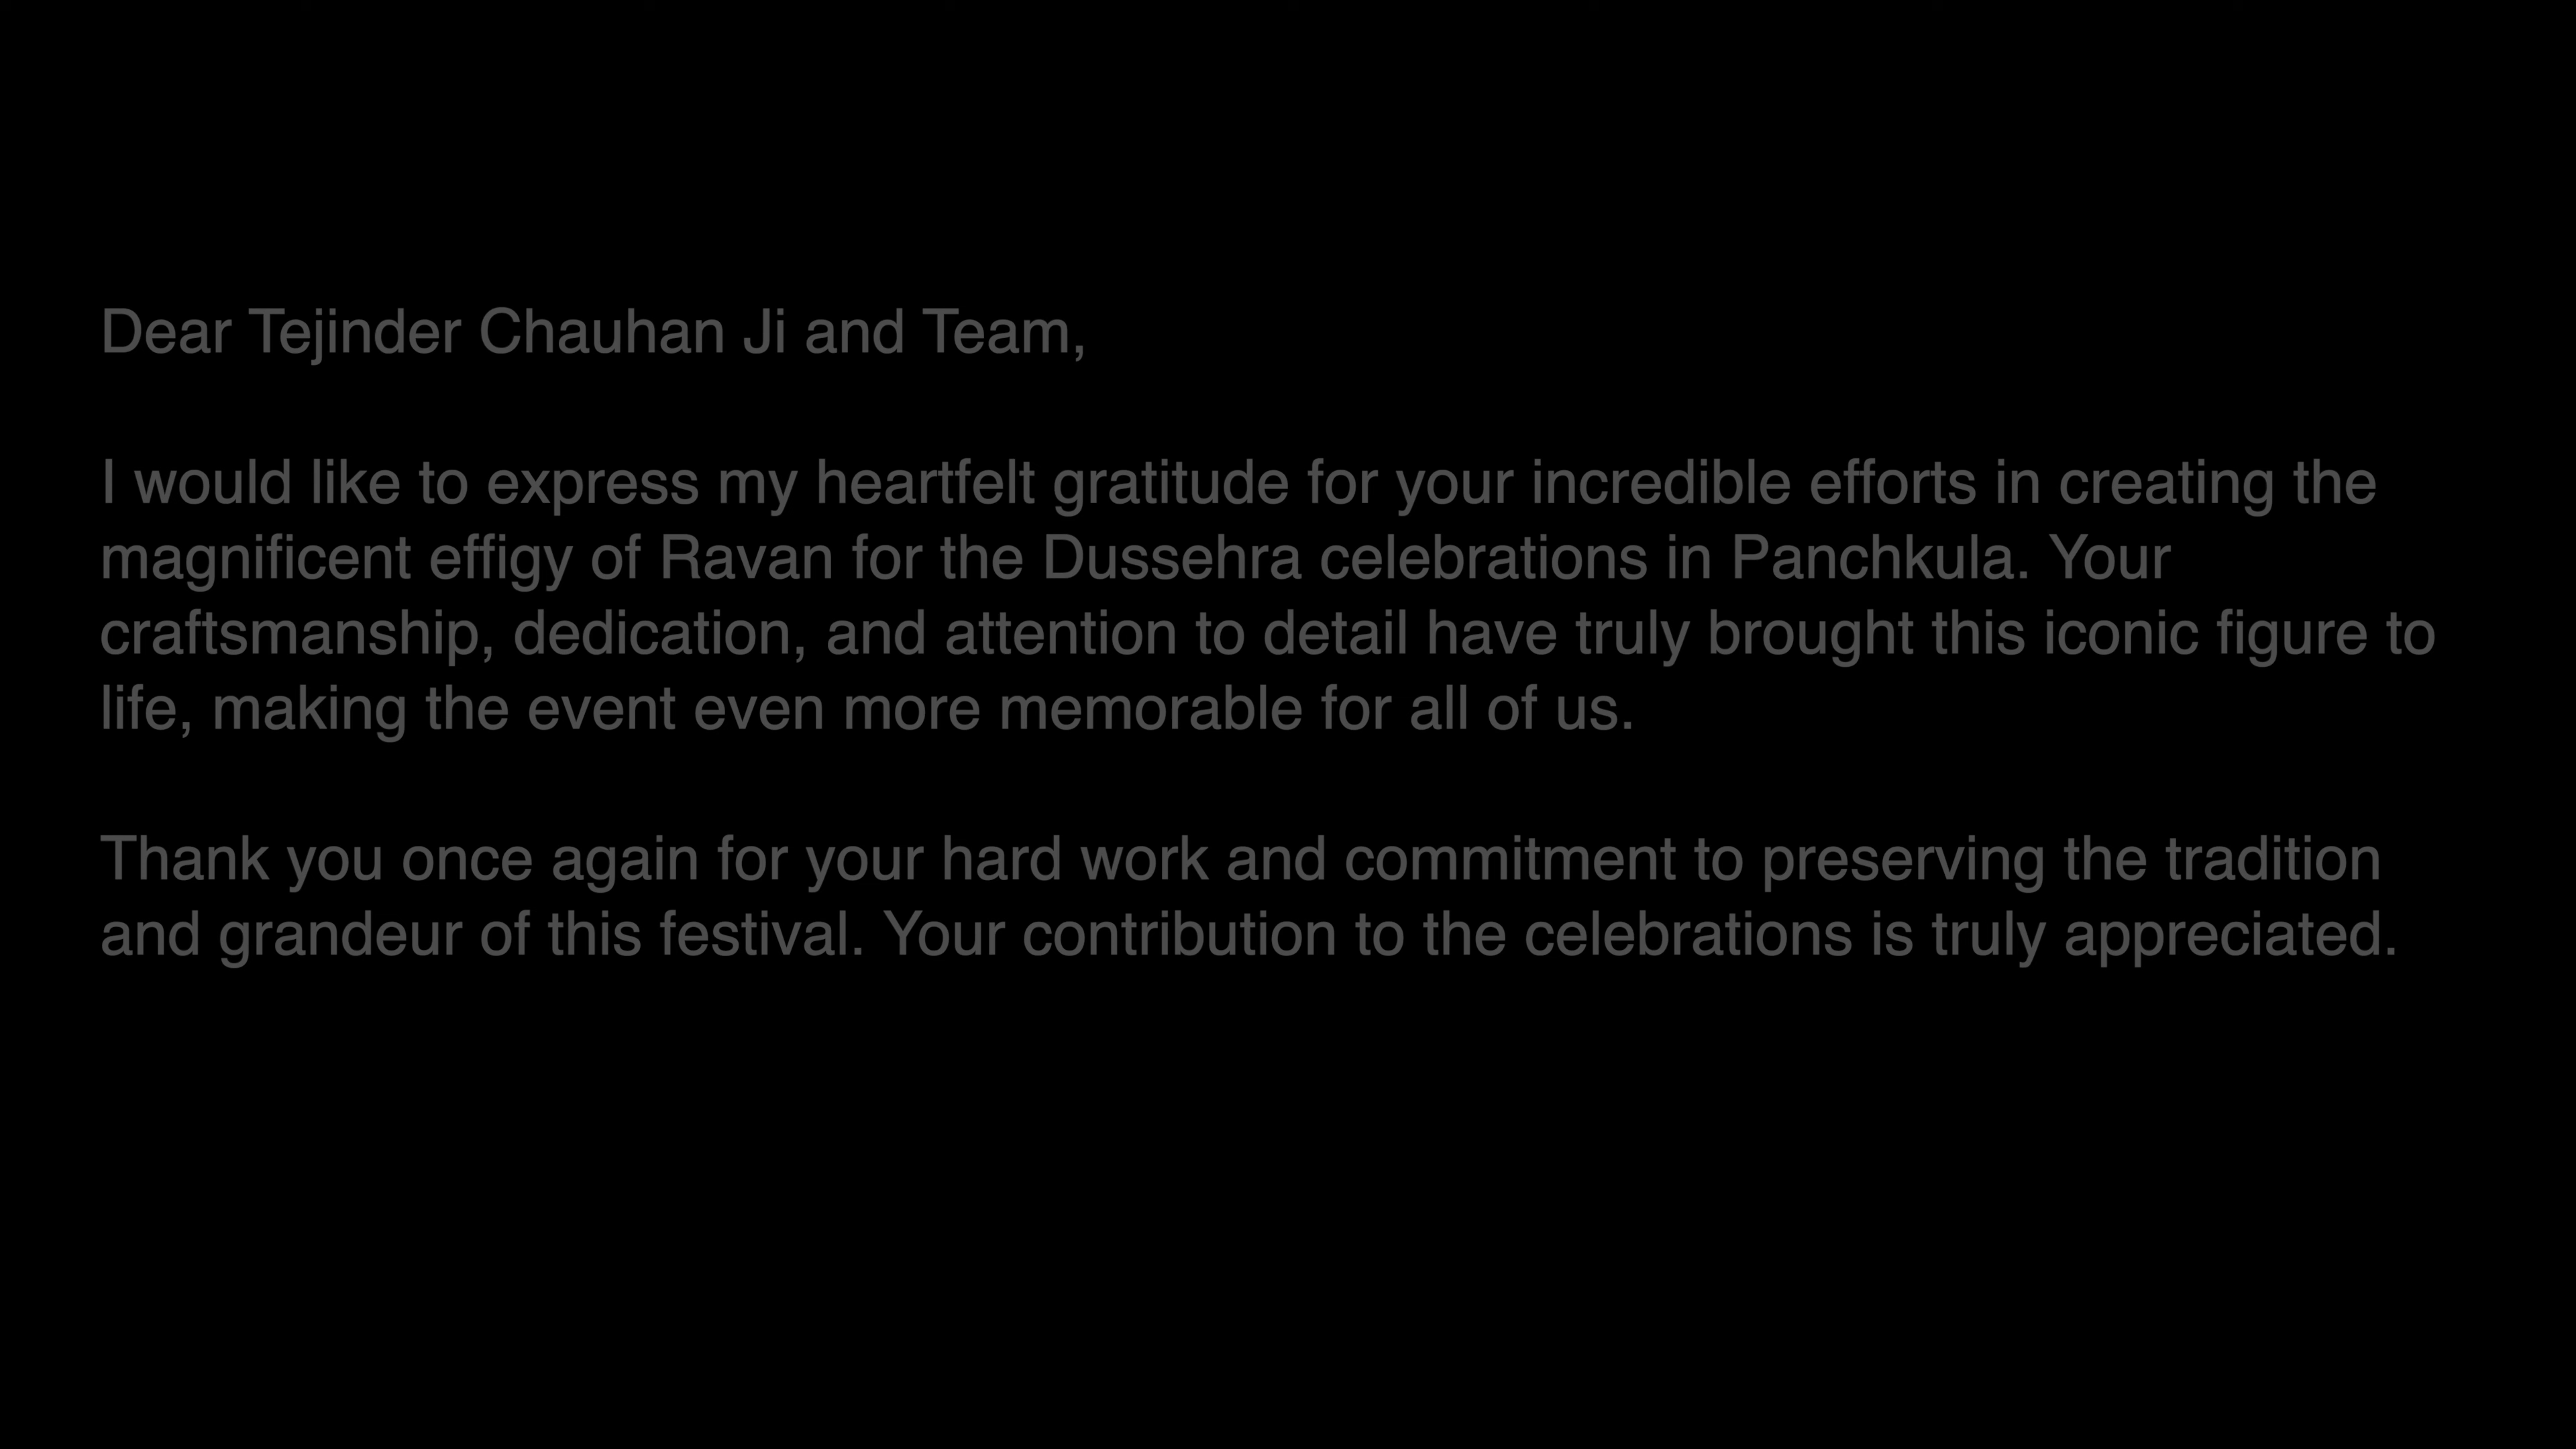 Dear Tejinder Chauhan Ji and Team,
I would like to express my heartfelt gratitude for your incredible efforts in creating the
magnificent effigy of Ravan for the Dussehra celebrations in Panchkula. Your
craftsmanship, dedication, and attention to detail have truly brought this iconic figure to
life, making the event even more memorable for all of us.
Thank you once again for your hard work and commitment to preserving the tradition
and grandeur of this festival. Your contribution to the celebrations is truly appreciated.